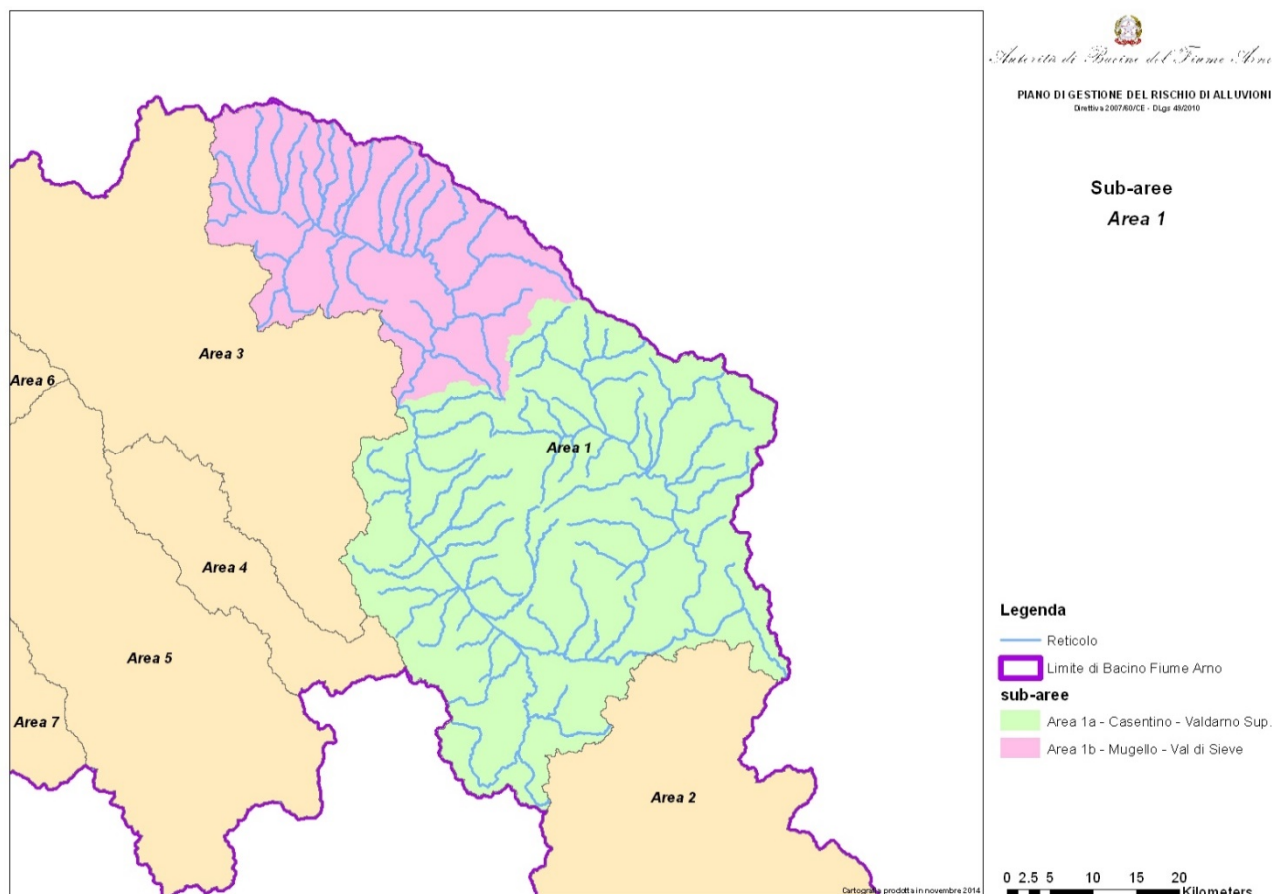 Autorità di Bacino del Fiume Arno
PIANO DI GESTIONE DEL RISCHIO DI ALLUVIONI
Direttiva 2007/60/CE - DLgs 49/2010
Sub-aree
Area 1
Area 3
Area 6
Area 1
Area 4
Area 5
Area 7
Area 2
Legenda
Reticolo
Limite di Bacino Fiume Arno
sub-aree
Area 1a - Casentino - Valdarno Sup.
Area 1b - Mugello - Val di Sieve
0 2.5 5 10 15 20
Kilometers
Cartografia prodotta in novembre 2014